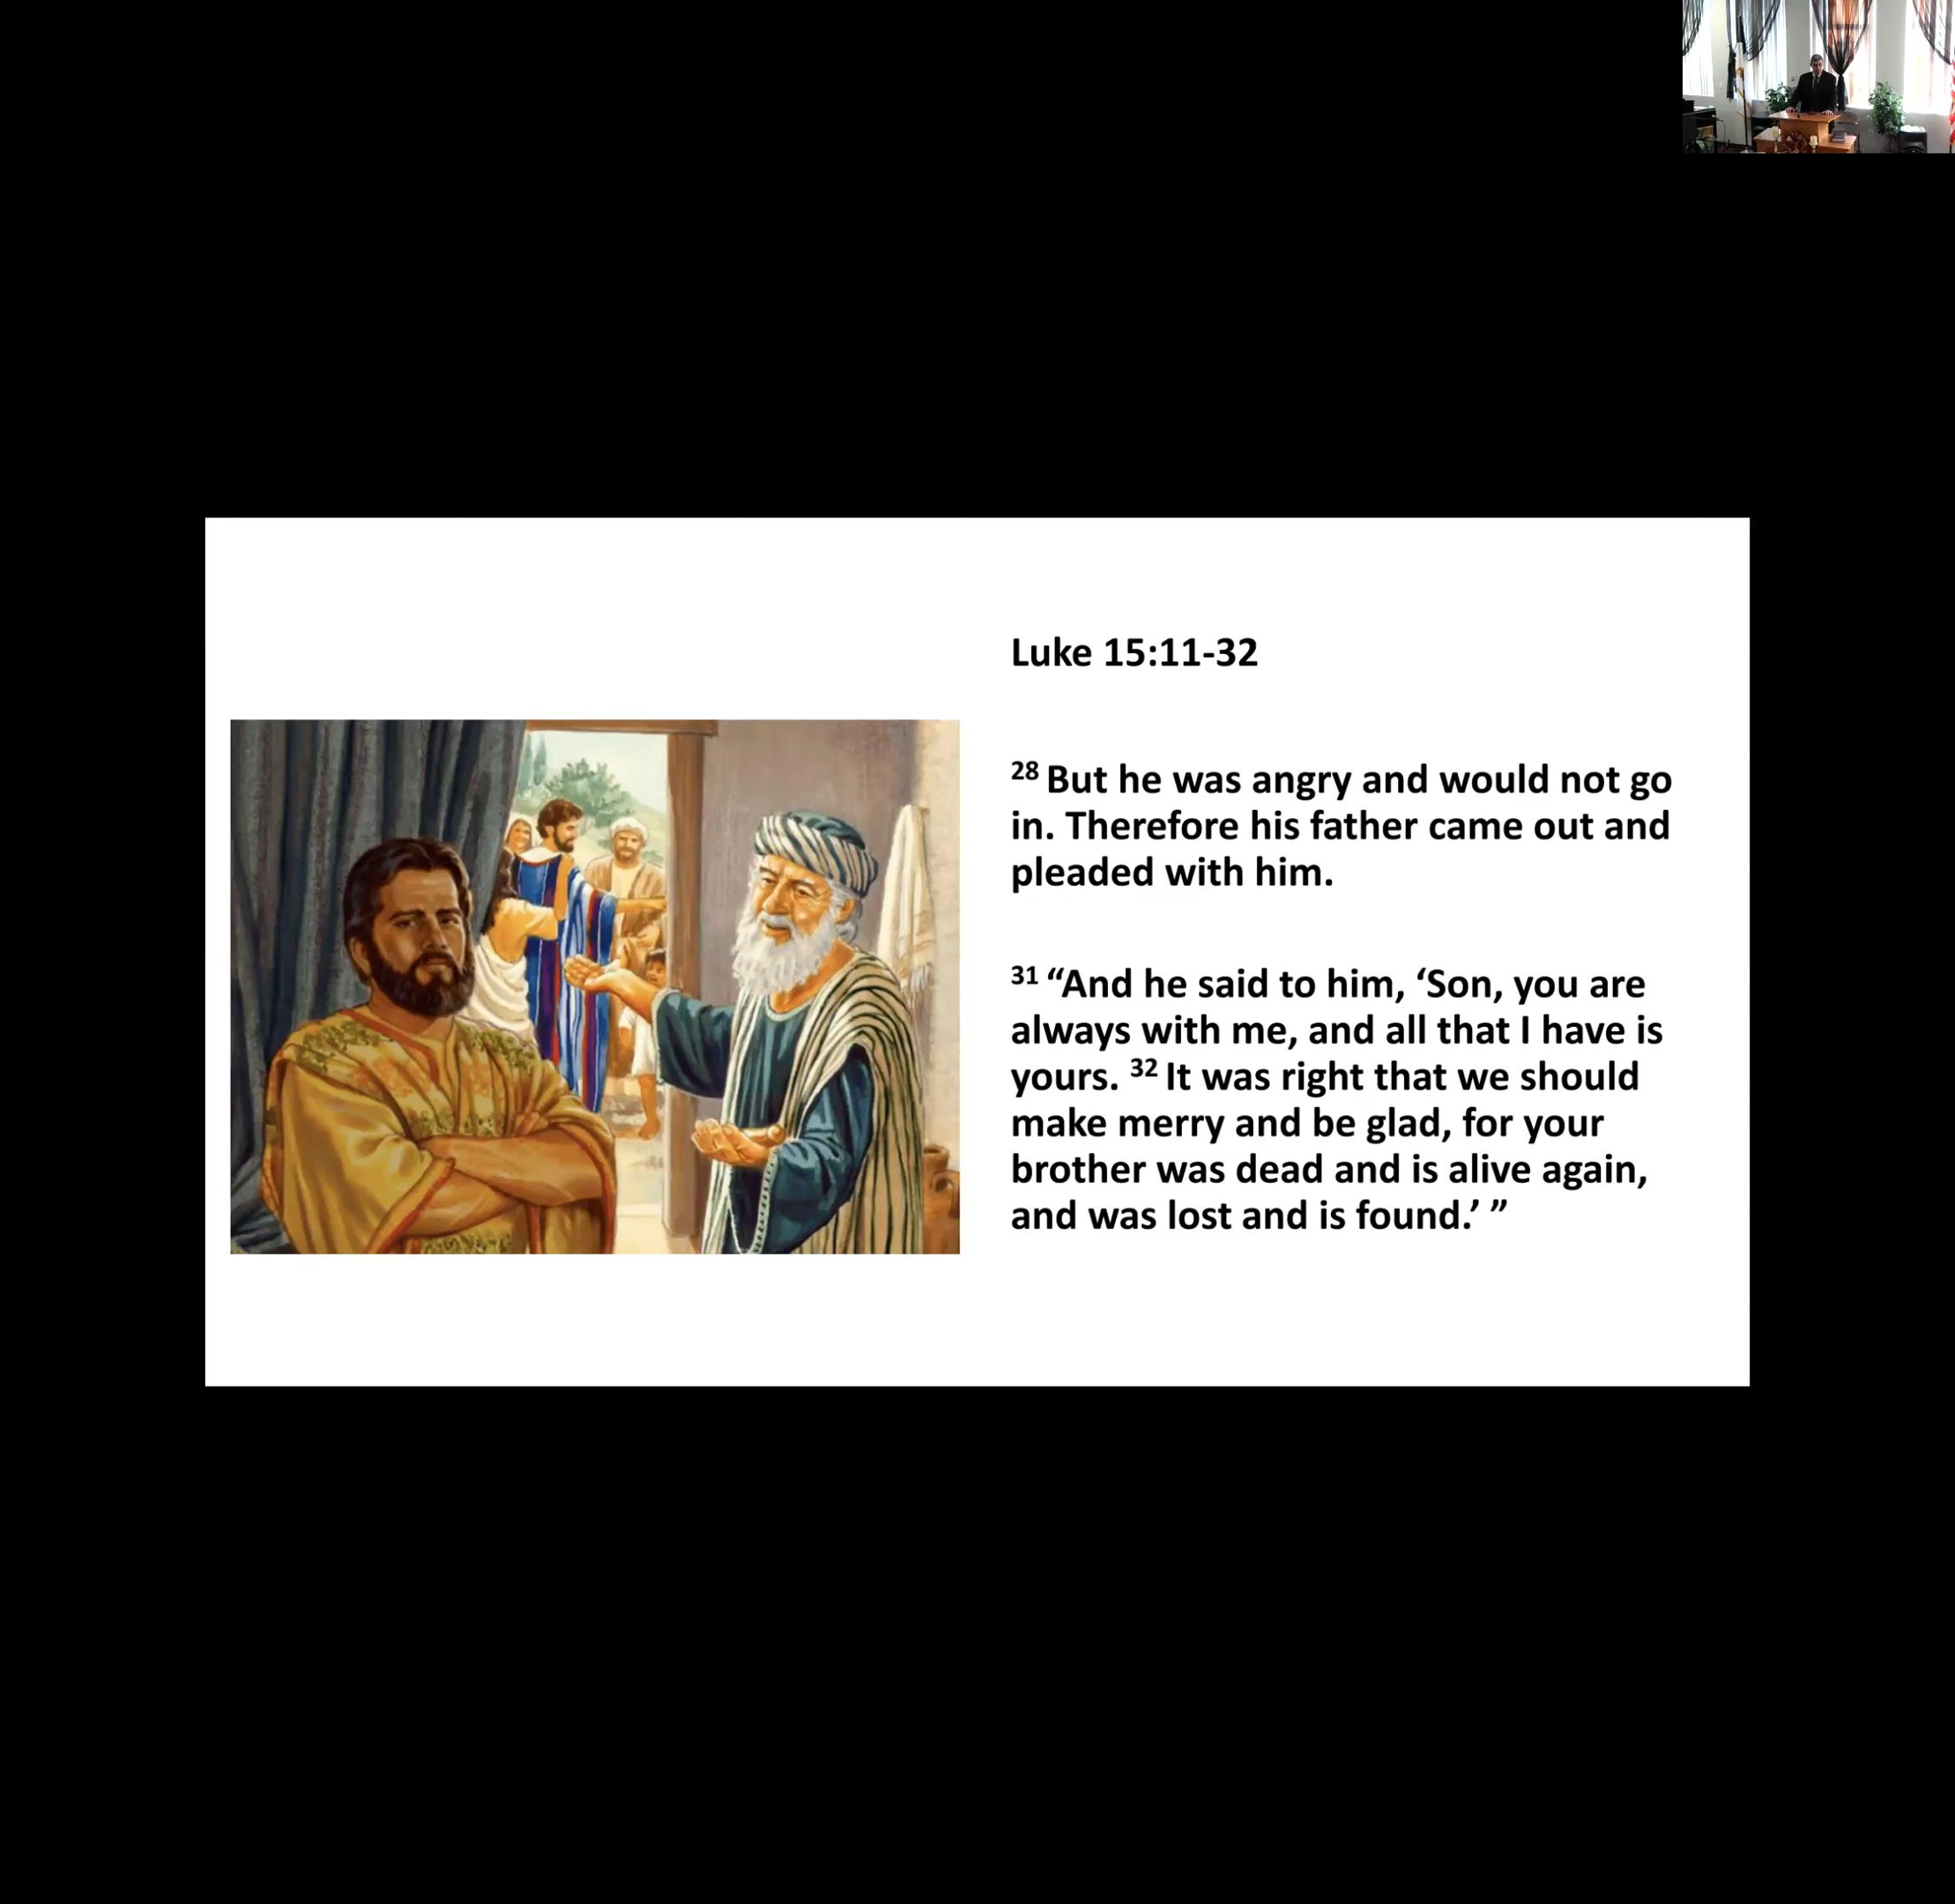 Luke 15:11-32
28 But he was angry and would not go
in. Therefore his father came out and
pleaded with him.
31 “And he said to him, ‘Son, you are
always with me, and all that I have is
yours. 32 It was right that we should
make merry and be glad, for your
brother was dead and is alive again,
and was lost and is found.’ ”